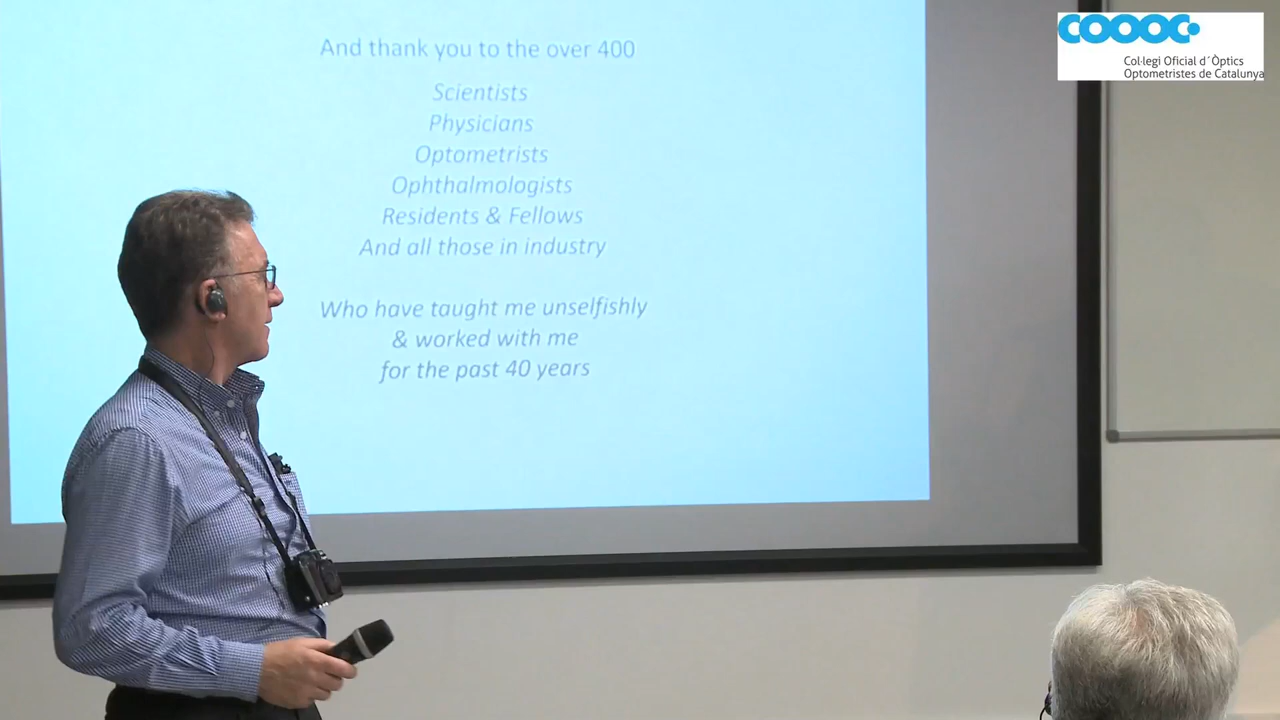 And thank you to the over 400
Scientists
Physicians
Optometrists
Ophthalmologists
Residents & Fellows
And all those in industry
Who have taught me unselfishly
& worked with me
for the past 40 years
COOOC
Col·legi Oficial d´Òptics
Optometristes de Catalunya